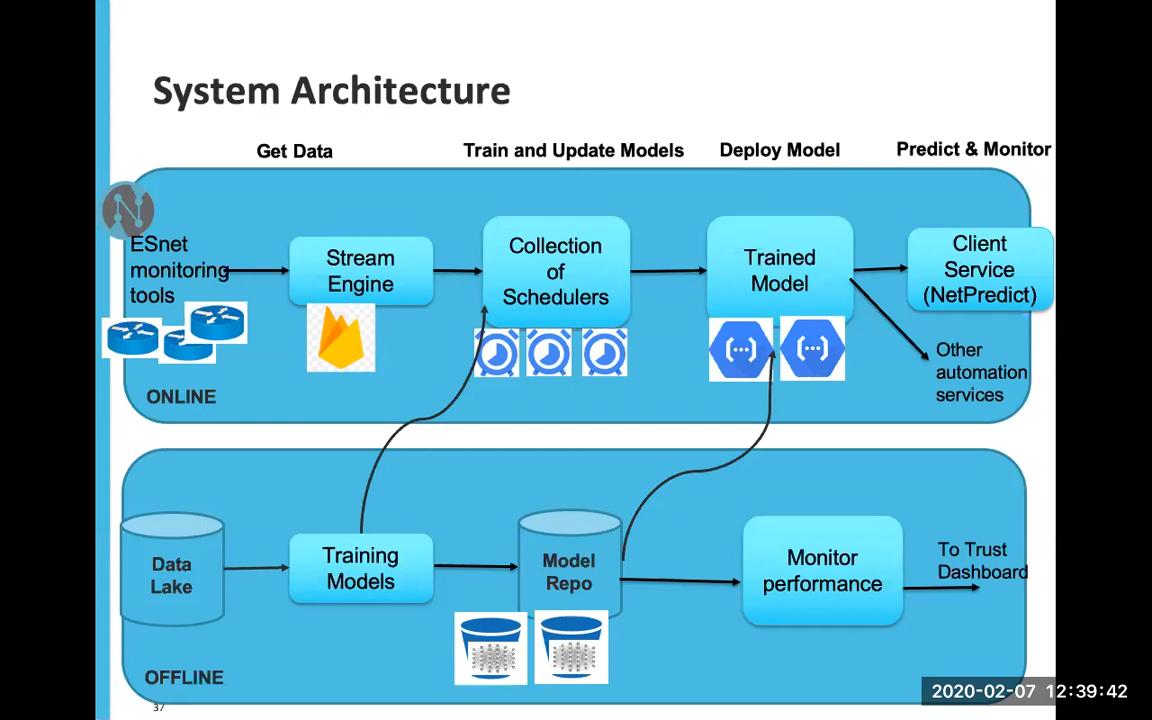 System Architecture
Get Data
Train and Update Models
Deploy Model
Predict & Monitor
ESnet
monitoring
tools
Stream
Engine
Collection
of
Schedulers
Trained
Model
Client
Service
(NetPredict)
Other
automation
services
ONLINE
Data
Lake
Training
Models
Model
Repo
Monitor
performance
To Trust
Dashboard
OFFLINE
2020-02-07 12:39:42
37